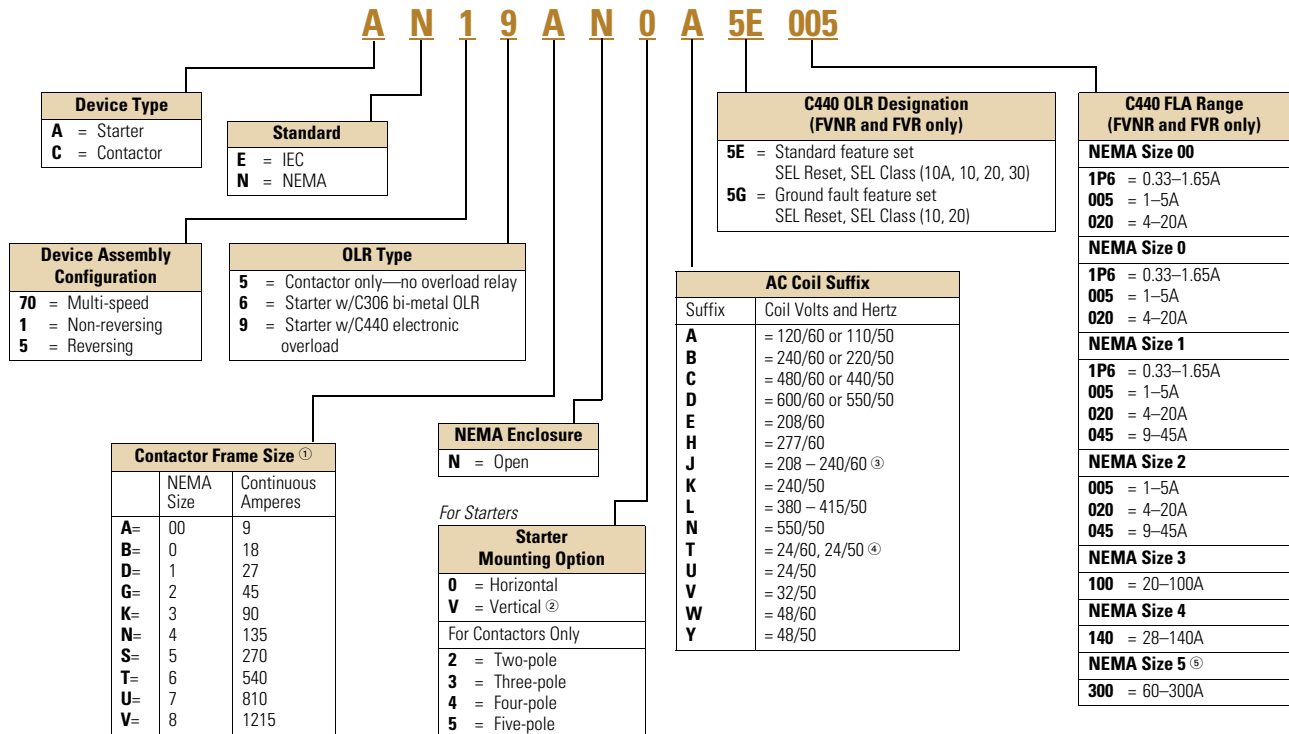 A N 1 9 A N 0 A 5E 005
Device Type
A = Starter
C = Contactor
Standard
E = IEC
N = NEMA
Device Assembly
Configuration
70 = Multi-speed
1 = Non-reversing
5 = Reversing
OLR Type
5 = Contactor only—no overload relay
6 = Starter w/C306 bi-metal OLR
9 = Starter w/C440 electronic
overload
Contactor Frame Size ①
NEMA Continuous
Size Amperes
A= 00 9
B= 0 18
D= 1 27
G= 2 45
K= 3 90
N= 4 135
S= 5 270
T= 6 540
U= 7 810
V= 8 1215
NEMA Enclosure
N = Open
For Starters
Starter
Mounting Option
0 = Horizontal
V = Vertical ②
For Contactors Only
2 = Two-pole
3 = Three-pole
4 = Four-pole
5 = Five-pole
AC Coil Suffix
Suffix Coil Volts and Hertz
A = 120/60 or 110/50
B = 240/60 or 220/50
C = 480/60 or 440/50
D = 600/60 or 550/50
E = 208/60
H = 277/60
J = 208 – 240/60 ③
K = 240/50
L = 380 – 415/50
N = 550/50
T = 24/60, 24/50 ④
U = 24/50
V = 32/50
W = 48/60
Y = 48/50
C440 OLR Designation
(FVNR and FVR only)
5E = Standard feature set
SEL Reset, SEL Class (10A, 10, 20, 30)
5G = Ground fault feature set
SEL Reset, SEL Class (10, 20)
C440 FLA Range
(FVNR and FVR only)
NEMA Size 00
1P6 = 0.33–1.65A
005 = 1–5A
020 = 4–20A
NEMA Size 0
1P6 = 0.33–1.65A
005 = 1–5A
020 = 4–20A
NEMA Size 1
1P6 = 0.33–1.65A
005 = 1–5A
020 = 4–20A
045 = 9–45A
NEMA Size 2
005 = 1–5A
020 = 4–20A
045 = 9–45A
NEMA Size 3
100 = 20–100A
NEMA Size 4
140 = 28–140A
NEMA Size 5 ⑤
300 = 60–300A